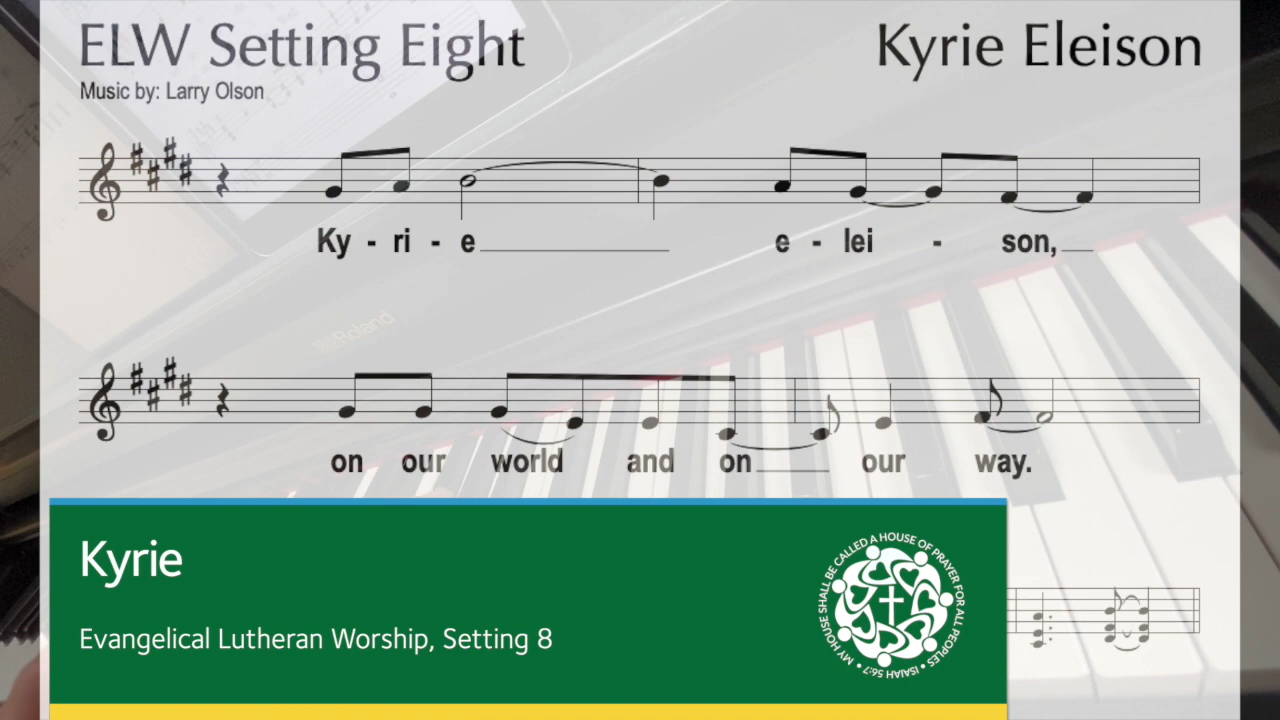 ELW Setting Eight
Kyrie Eleison
Music by: Larry Olson
Ky - ri - e e - lei - son,
on our world and on our way.
Roland
Kyrie
Evangelical Lutheran Worship, Setting 8
MY HOUSE SHALL BE CALLED A HOUSE OF PRAYER FOR ALL PEOPLES • ISAIAH 56:7 •